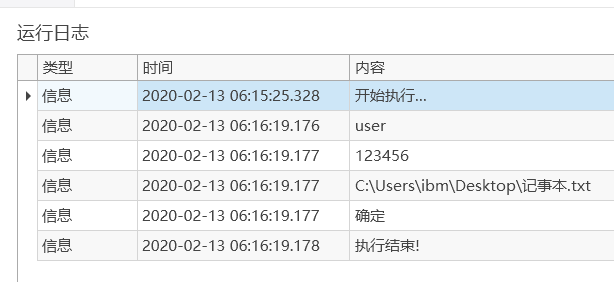 运行日志
类型 时间 内容
信息 2020-02-13 06:15:25.328 开始执行...
信息 2020-02-13 06:16:19.176 user
信息 2020-02-13 06:16:19.177 123456
信息 2020-02-13 06:16:19.177 C:\Users\ibm\Desktop\记事本.txt
信息 2020-02-13 06:16:19.177 确定
信息 2020-02-13 06:16:19.178 执行结束!